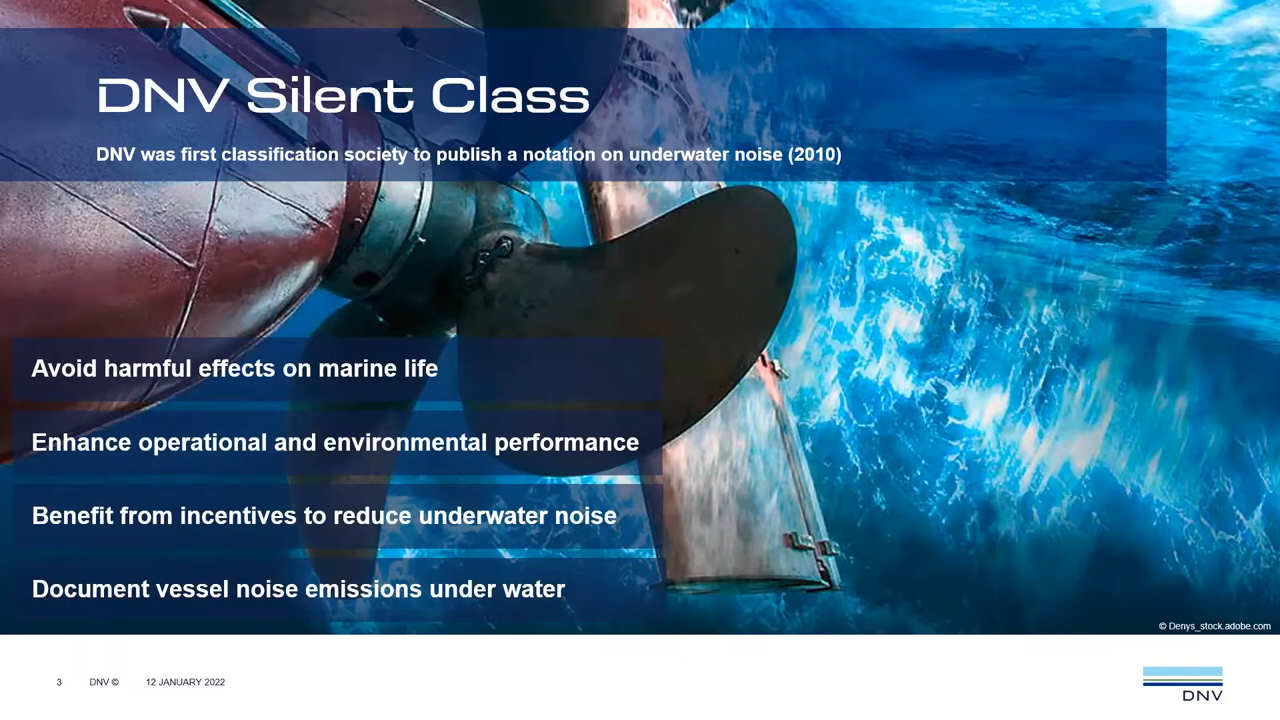 DNV Silent Class
DNV was first classification society to publish a notation on underwater noise (2010)
Avoid harmful effects on marine life
Enhance operational and environmental performance
Benefit from incentives to reduce underwater noise
Document vessel noise emissions under water
© Denys_stock.adobe.com
3 DNV © 12 JANUARY 2022
DNV